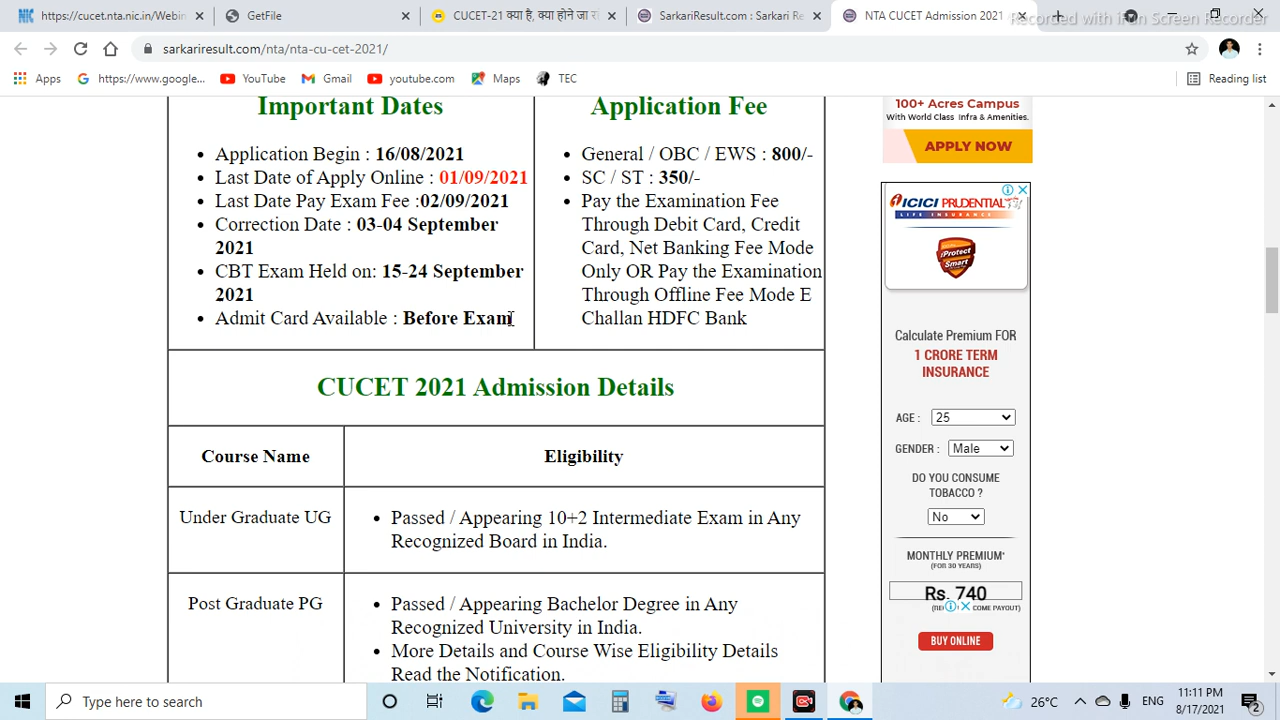 https://cucet.nta.nic.in/Webin
GetFile
CUCET-21 क्या है, क्या होने जा रा
SarkariResult.com : Sarkari Re
NTA CUCET Admission 2021
Recorded with iFun Screen Recorder
sarkariresult.com/nta/nta-cu-cet-2021/
Apps
https://www.google...
YouTube
Gmail
youtube.com
Maps
TEC
Reading list
Important Dates
Application Begin : 16/08/2021
Last Date of Apply Online : 01/09/2021
Last Date Pay Exam Fee :02/09/2021
Correction Date : 03-04 September
2021
CBT Exam Held on: 15-24 September
2021
Admit Card Available : Before Exam
Application Fee
General / OBC / EWS : 800/-
SC / ST : 350/-
Pay the Examination Fee
Through Debit Card, Credit
Card, Net Banking Fee Mode
Only OR Pay the Examination
Through Offline Fee Mode E
Challan HDFC Bank
CUCET 2021 Admission Details
Course Name
Eligibility
Under Graduate UG
Passed / Appearing 10+2 Intermediate Exam in Any
Recognized Board in India.
Post Graduate PG
Passed / Appearing Bachelor Degree in Any
Recognized University in India.
More Details and Course Wise Eligibility Details
Read the Notification.
100+ Acres Campus
With World Class Infra & Amenities.
APPLY NOW
ICICI PRUDENTIAL
LIFE INSURANCE
iProtect
Smart
Calculate Premium FOR
1 CRORE TERM
INSURANCE
AGE :
25
GENDER :
Male
DO YOU CONSUME
TOBACCO ?
No
MONTHLY PREMIUM*
(FOR 30 YEARS)
Rs. 740
COME PAYOUT)
BUY ONLINE
Type here to search
26°C
ENG
11:11 PM
8/17/2021
2